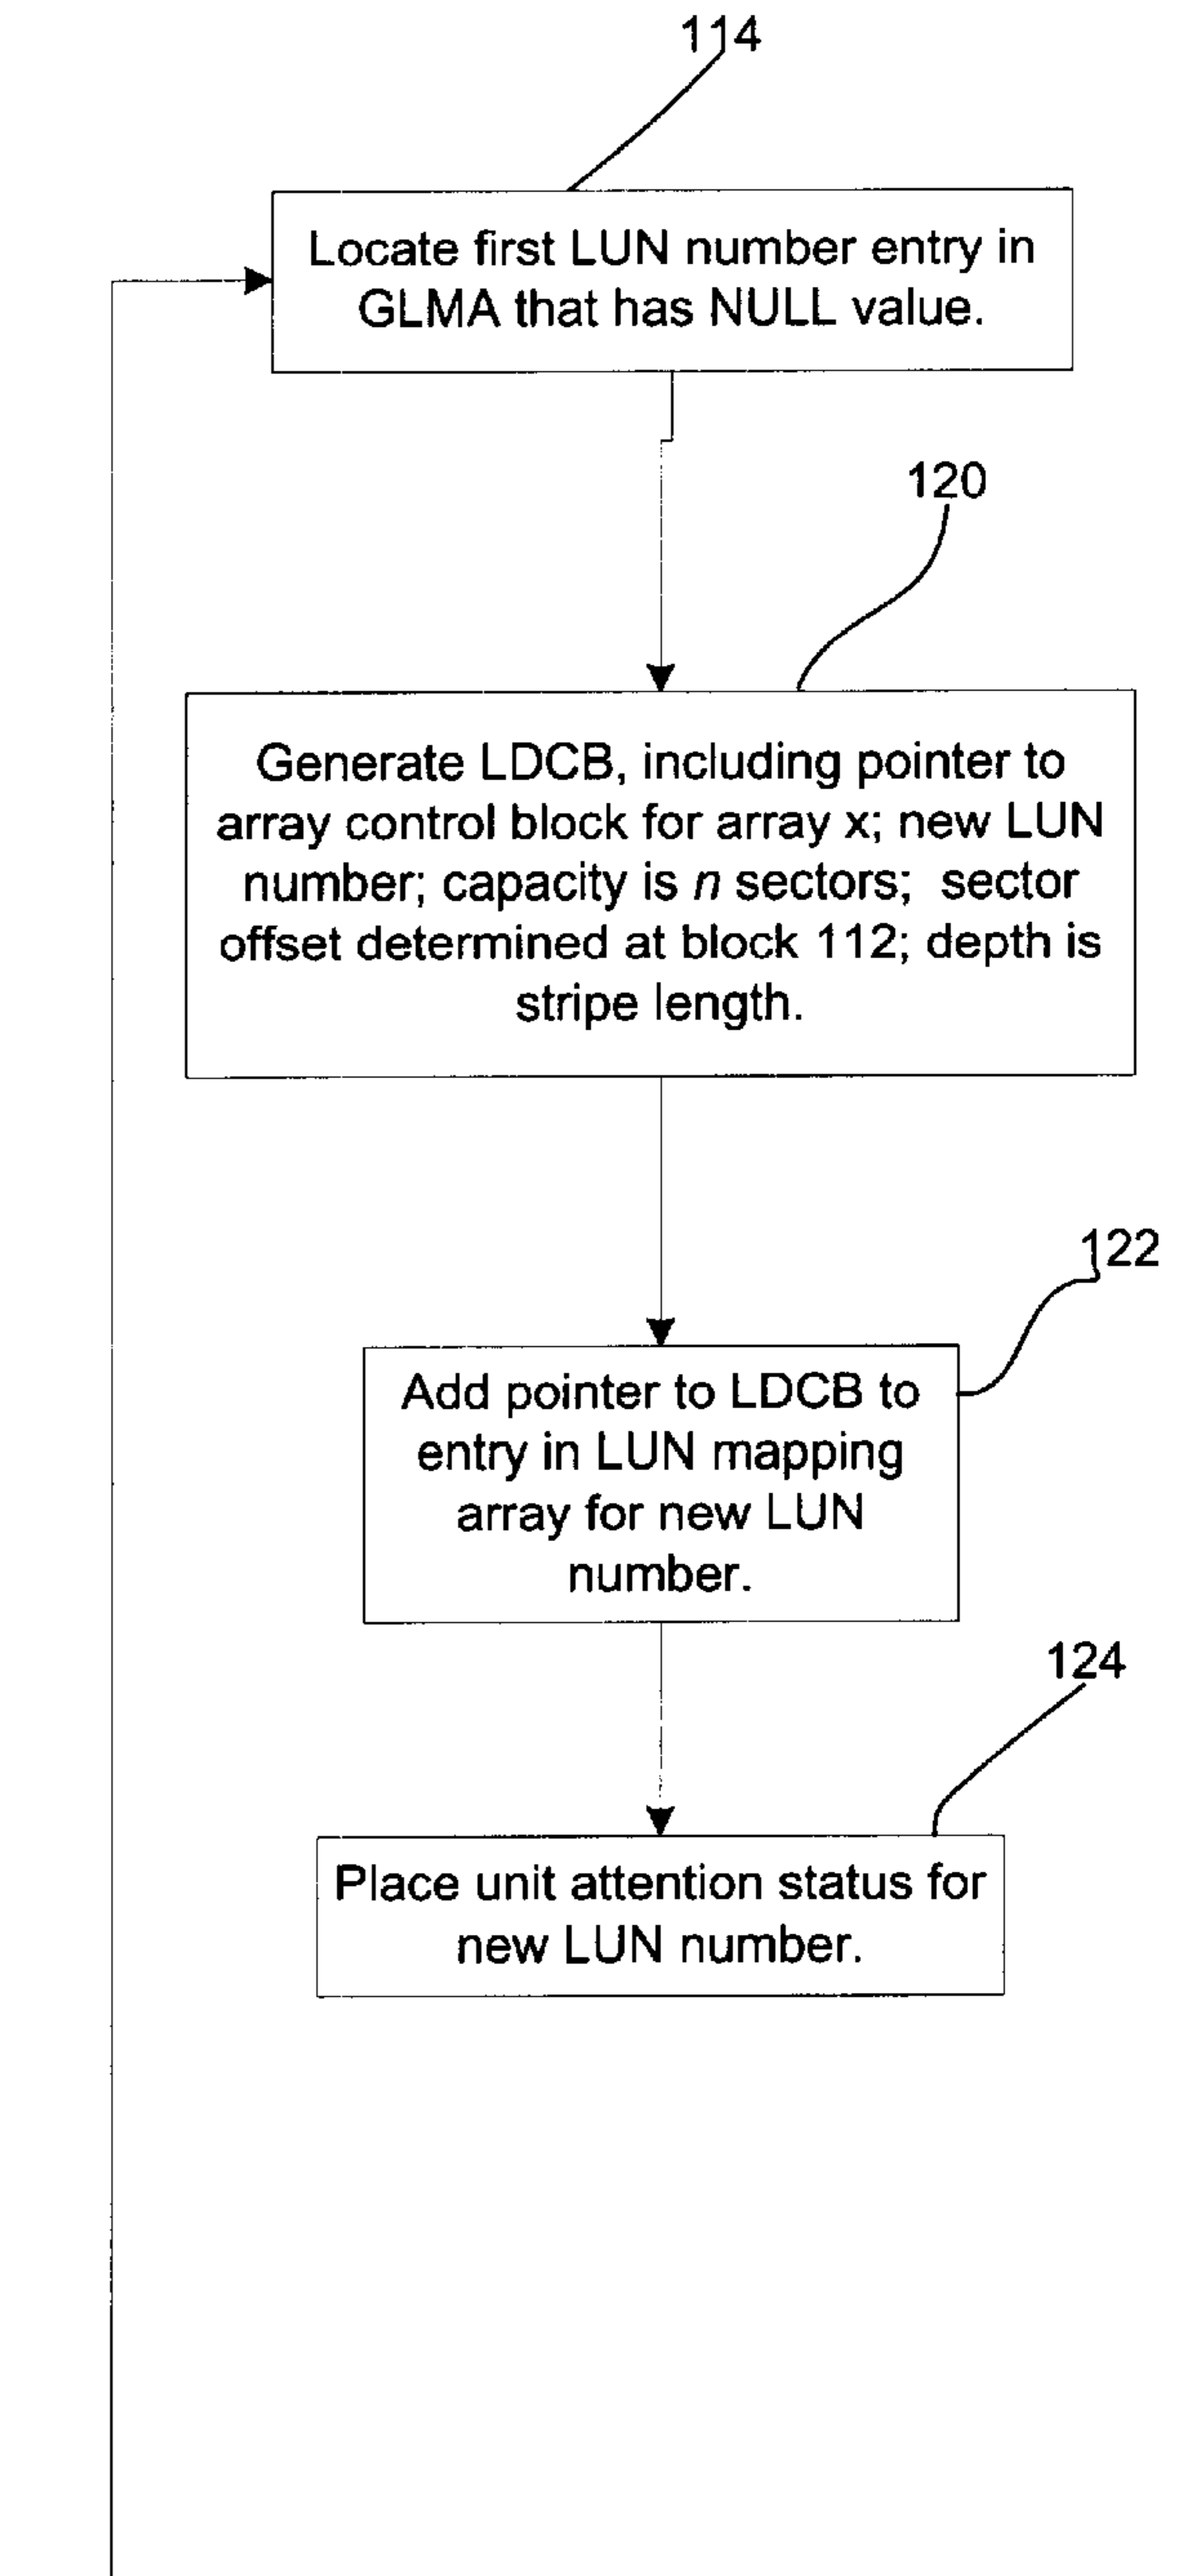 114
Locate first LUN number entry in
GLMA that has NULL value.
120
Generate LDCB, including pointer to
array control block for array x; new LUN
number; capacity is n sectors; sector
offset determined at block 112; depth is
stripe length.
122
Add pointer to LDCB to
entry in LUN mapping
array for new LUN
number.
124
Place unit attention status for
new LUN number.